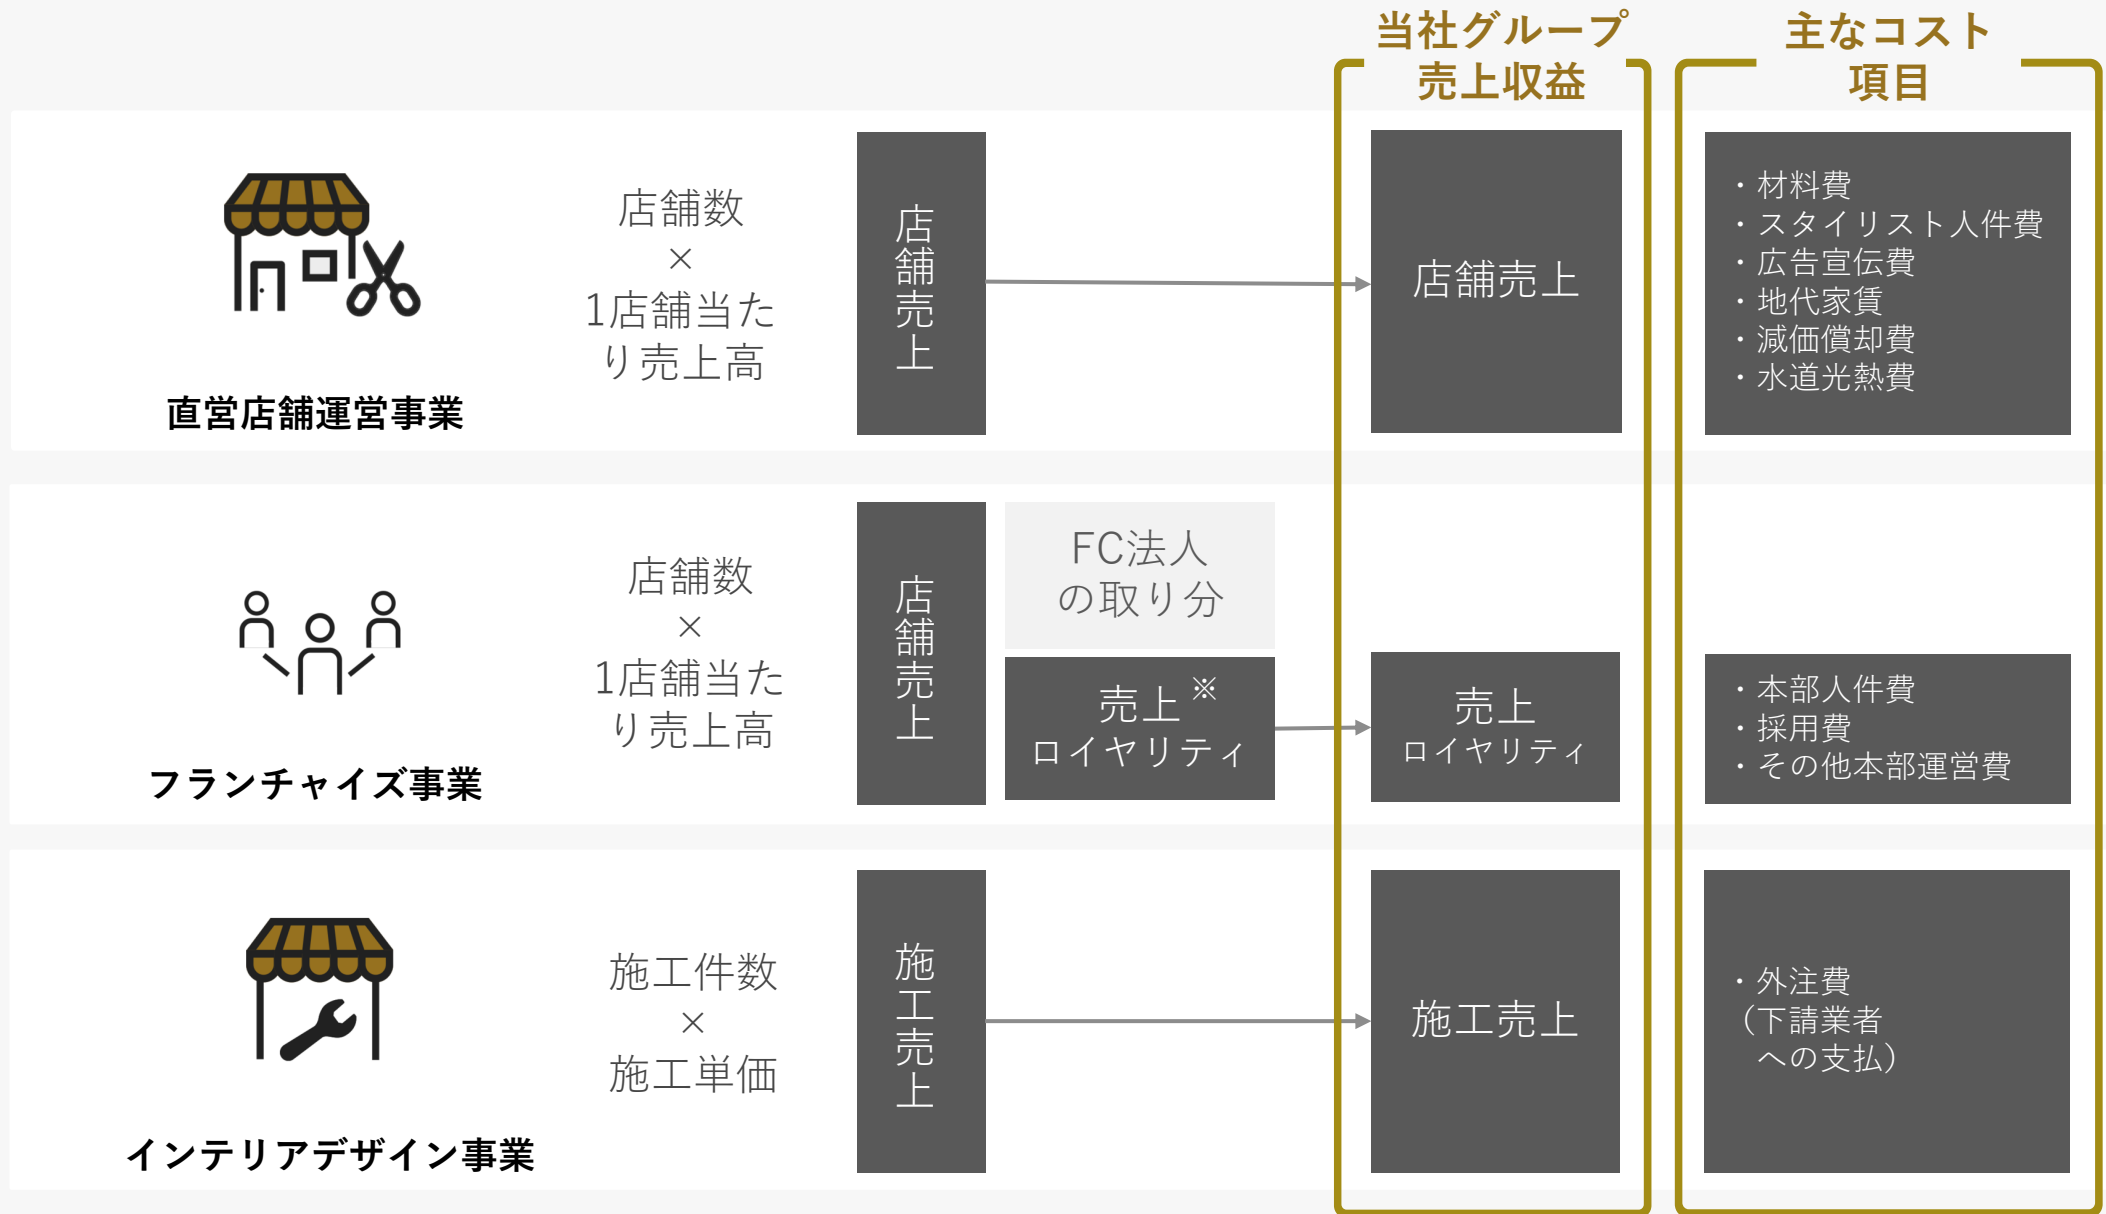 当社グループ
売上収益
主なコスト
項目
直営店舗運営事業
店舗数
×
1店舗当た
り売上高
店舗売上
店舗売上
・材料費
・スタイリスト人件費
・広告宣伝費
・地代家賃
・減価償却費
・水道光熱費
フランチャイズ事業
店舗数
×
1店舗当た
り売上高
店舗売上
FC法人
の取り分
売上※
ロイヤリティ
売上
ロイヤリティ
・本部人件費
・採用費
・その他本部運営費
インテリアデザイン事業
施工件数
×
施工単価
施工売上
施工売上
・外注費
（下請業者
への支払）